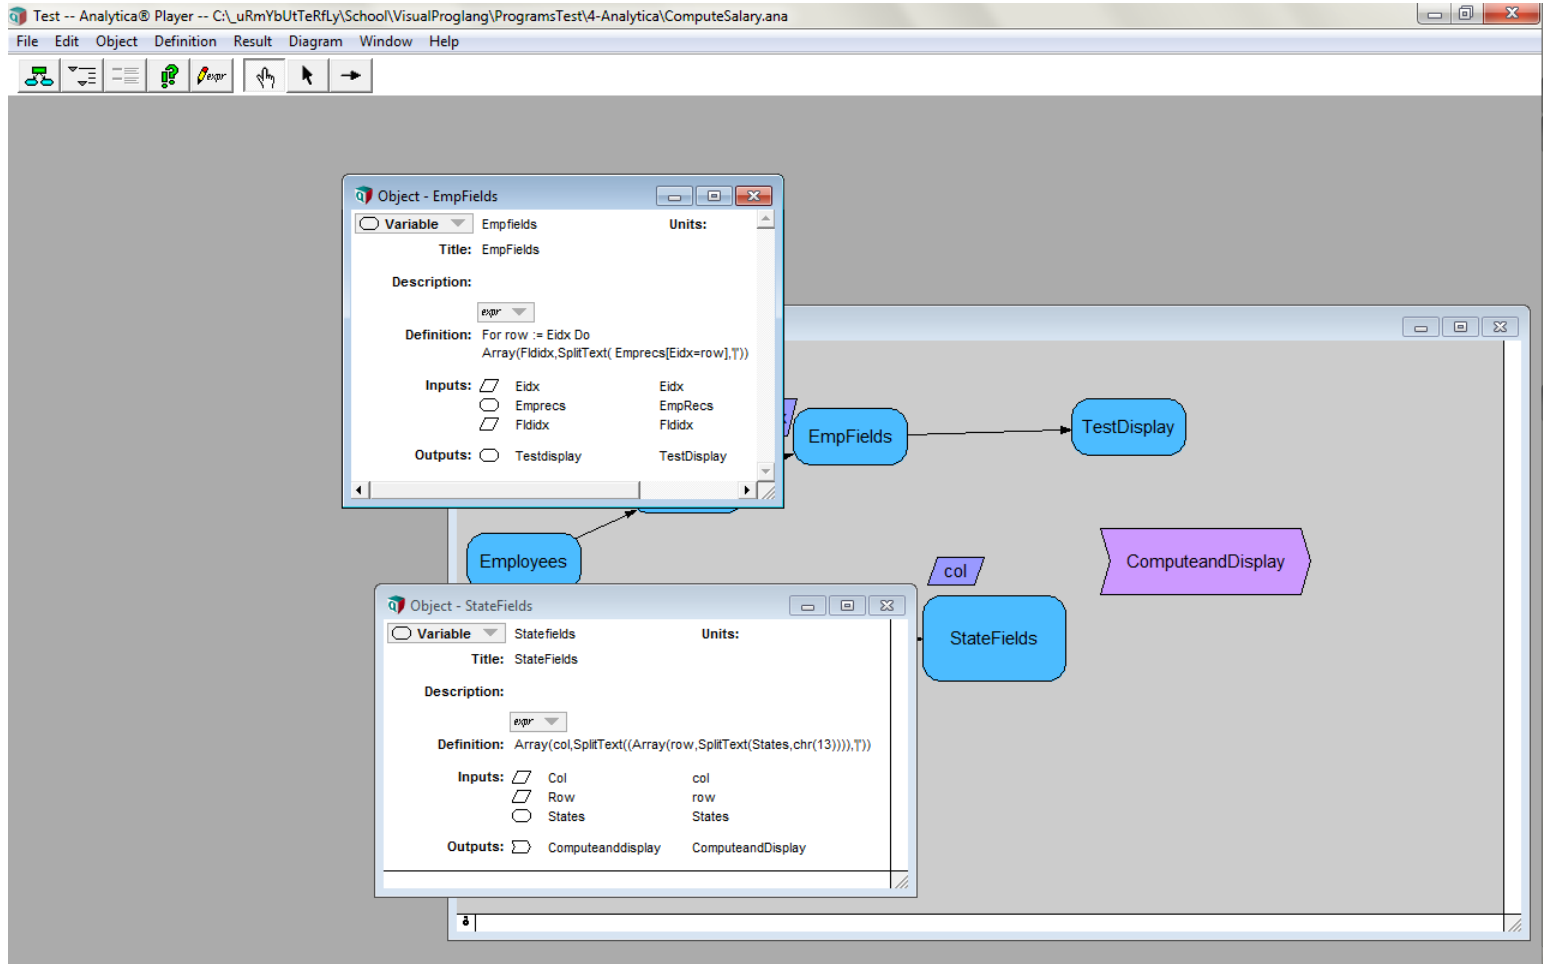 Test -- Analytica® Player -- C:\_uRmYbUtTeRfLy\School\VisualProglang\ProgramsTest\4-Analytica\ComputeSalary.ana
File Edit Object Definition Result Diagram Window Help
expr
Object - EmpFields
Variable Empfields Units:
Title: EmpFields
Description:
expr
Definition: For row := Eidx Do
Array(Fldidx,SplitText( Emprecs[Eidx=row],'|'))
Inputs: Eidx Eidx
Emprecs EmpRecs
Fldidx Fldidx
Outputs: Testdisplay TestDisplay
EmpFields
TestDisplay
Employees
col
ComputeandDisplay
StateFields
Object - StateFields
Variable Statefields Units:
Title: StateFields
Description:
expr
Definition: Array(col,SplitText((Array(row,SplitText(States,chr(13)))),'|'))
Inputs: Col col
Row row
States States
Outputs: Computeanddisplay ComputeandDisplay